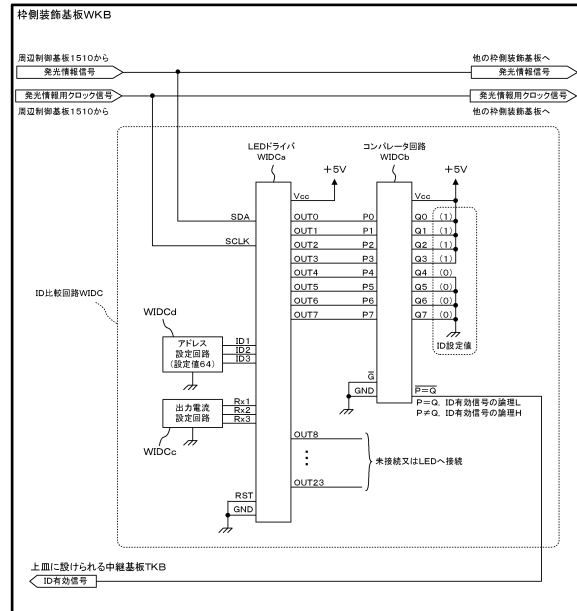 枠側装飾基板WKB
周辺制御基板1510から
他の枠側装飾基板へ
発光情報信号
発光情報信号
発光情報用クロック信号
発光情報用クロック信号
周辺制御基板1510から
他の枠側装飾基板へ
LEDドライバ
WIDCa
コンパレータ回路
WIDCb
+5V
+5V
Vcc
Vcc
SDA
OUT0
P0
Q0
(1)
OUT1
P1
Q1
(1)
SCLK
OUT2
P2
Q2
(1)
OUT3
P3
Q3
(1)
OUT4
P4
Q4
(0)
OUT5
P5
Q5
(0)
ID比較回路WIDC
OUT6
P6
Q6
(0)
WIDCd
OUT7
P7
Q7
(0)
アドレス
設定回路
(設定値64)
ID1
ID2
ID3
ID設定値
G
GND
P=Q
P=Q, ID有効信号の論理L
P≠Q, ID有効信号の論理H
出力電流
設定回路
Rx1
Rx2
Rx3
WIDCc
OUT8
未接続又はLEDへ接続
OUT23
RST
GND
上皿に設けられる中継基板TKB
ID有効信号